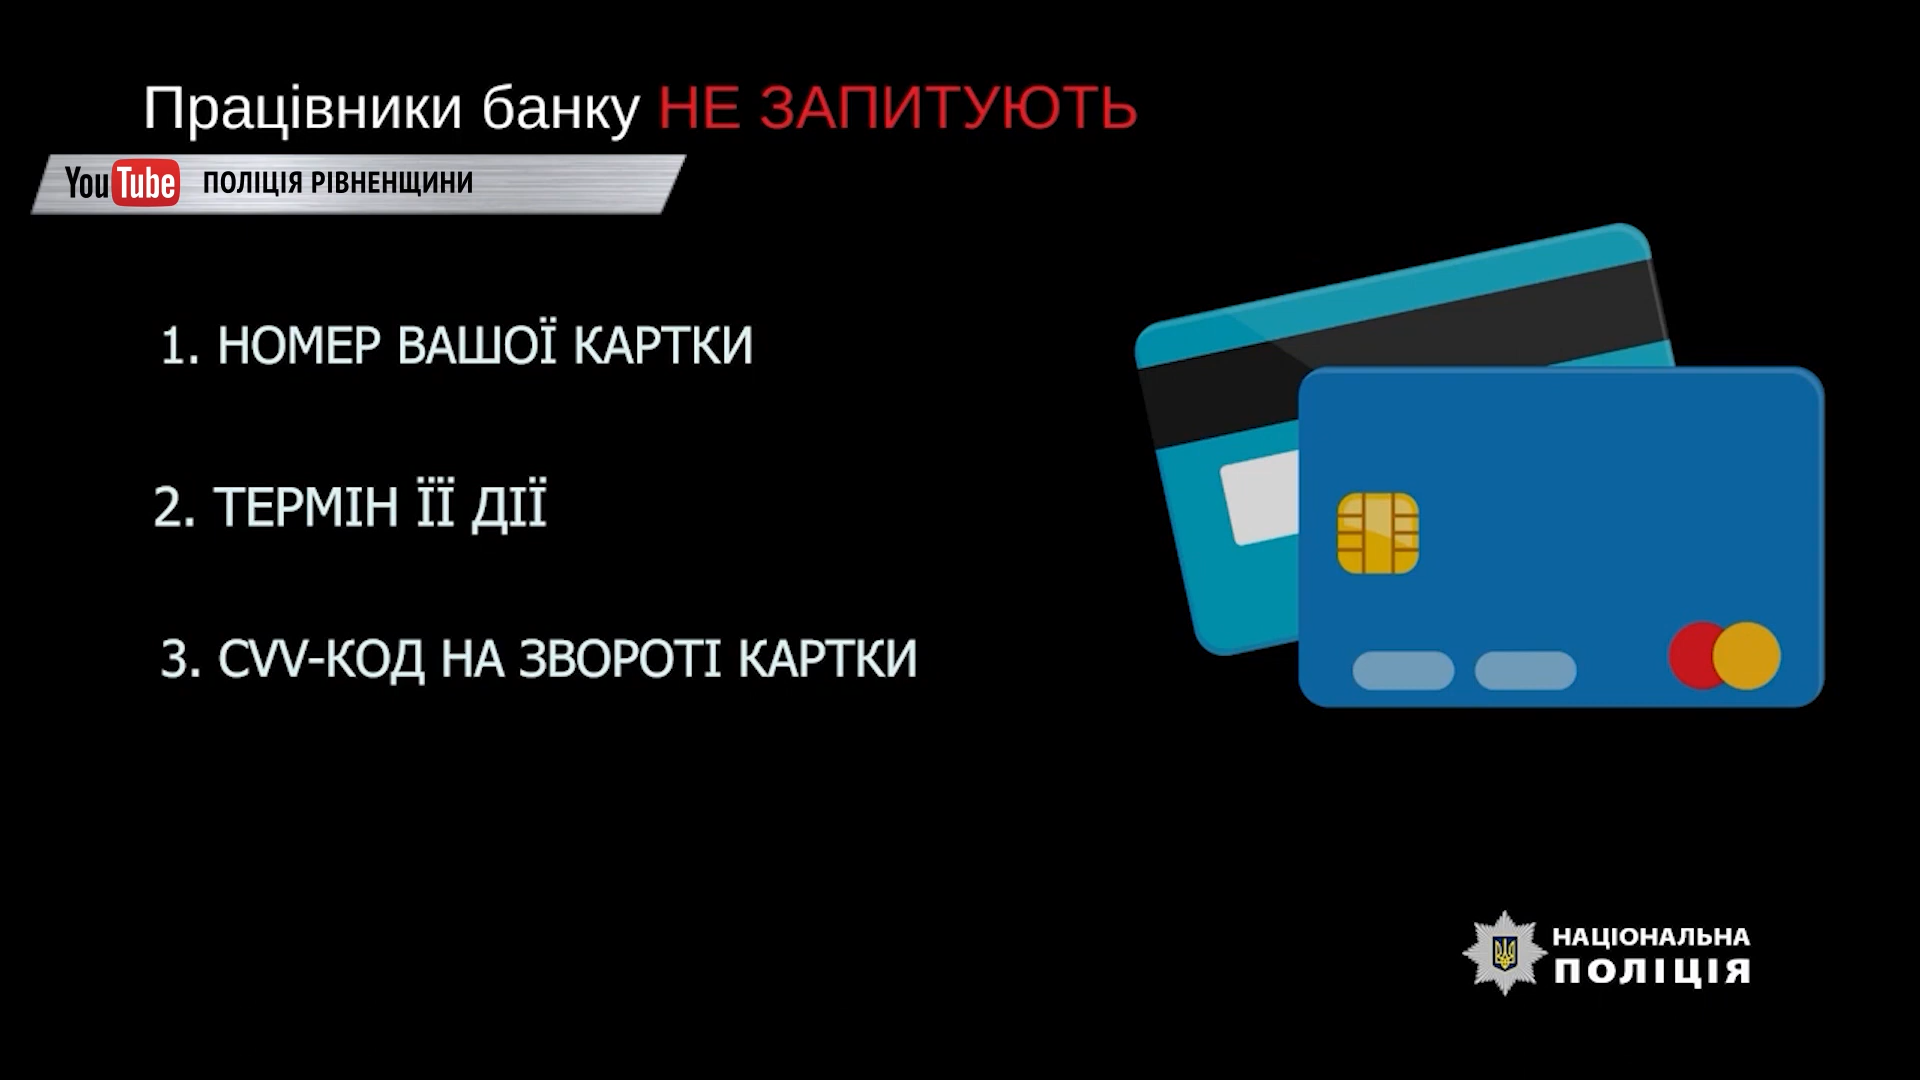 Працівники банку НЕ ЗАПИТУЮТЬ
YouTube ПОЛІЦІЯ РІВНЕНЩИНИ
1. НОМЕР ВАШОЇ КАРТКИ
2. ТЕРМІН ЇЇ ДІЇ
3. CVV-КОД НА ЗВОРОТІ КАРТКИ
НАЦІОНАЛЬНА
ПОЛІЦІЯ